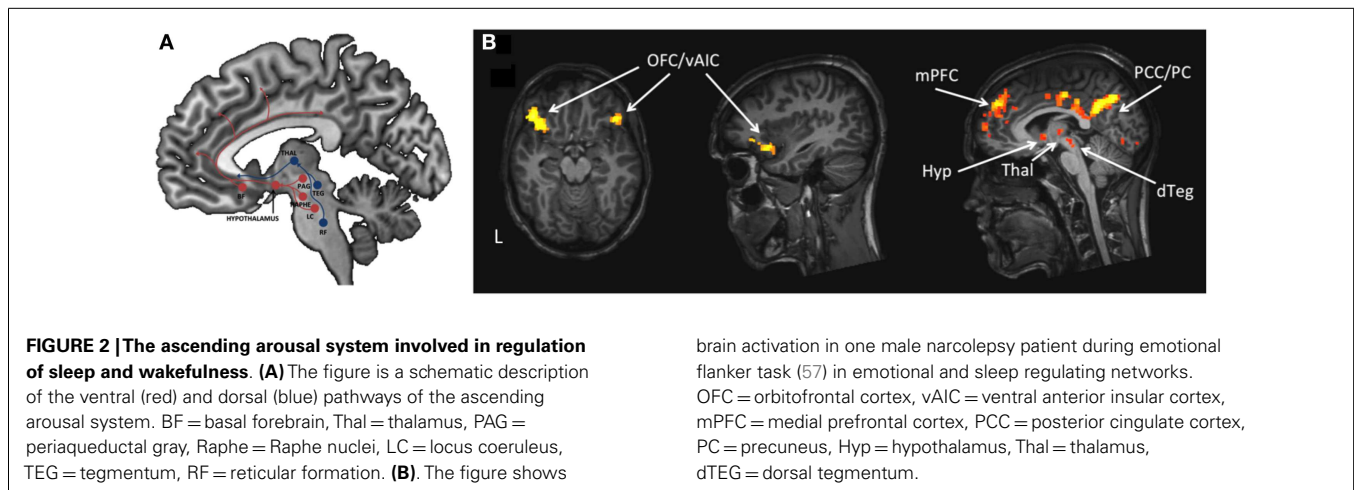 A
THAL
BF
PAG
TEG
HYPOTHALAMUS
RAPHE
LC
RF
B
OFC/vAIC
L
mPFC
PCC/PC
Hyp
Thal
dTeg
FIGURE 2 | The ascending arousal system involved in regulation
of sleep and wakefulness. (A) The figure is a schematic description
of the ventral (red) and dorsal (blue) pathways of the ascending
arousal system. BF = basal forebrain, Thal = thalamus, PAG =
periaqueductal gray, Raphe = Raphe nuclei, LC = locus coeruleus,
TEG = tegmentum, RF = reticular formation. (B). The figure shows
brain activation in one male narcolepsy patient during emotional
flanker task (57) in emotional and sleep regulating networks.
OFC = orbitofrontal cortex, vAIC = ventral anterior insular cortex,
mPFC = medial prefrontal cortex, PCC = posterior cingulate cortex,
PC = precuneus, Hyp = hypothalamus, Thal = thalamus,
dTEG = dorsal tegmentum.